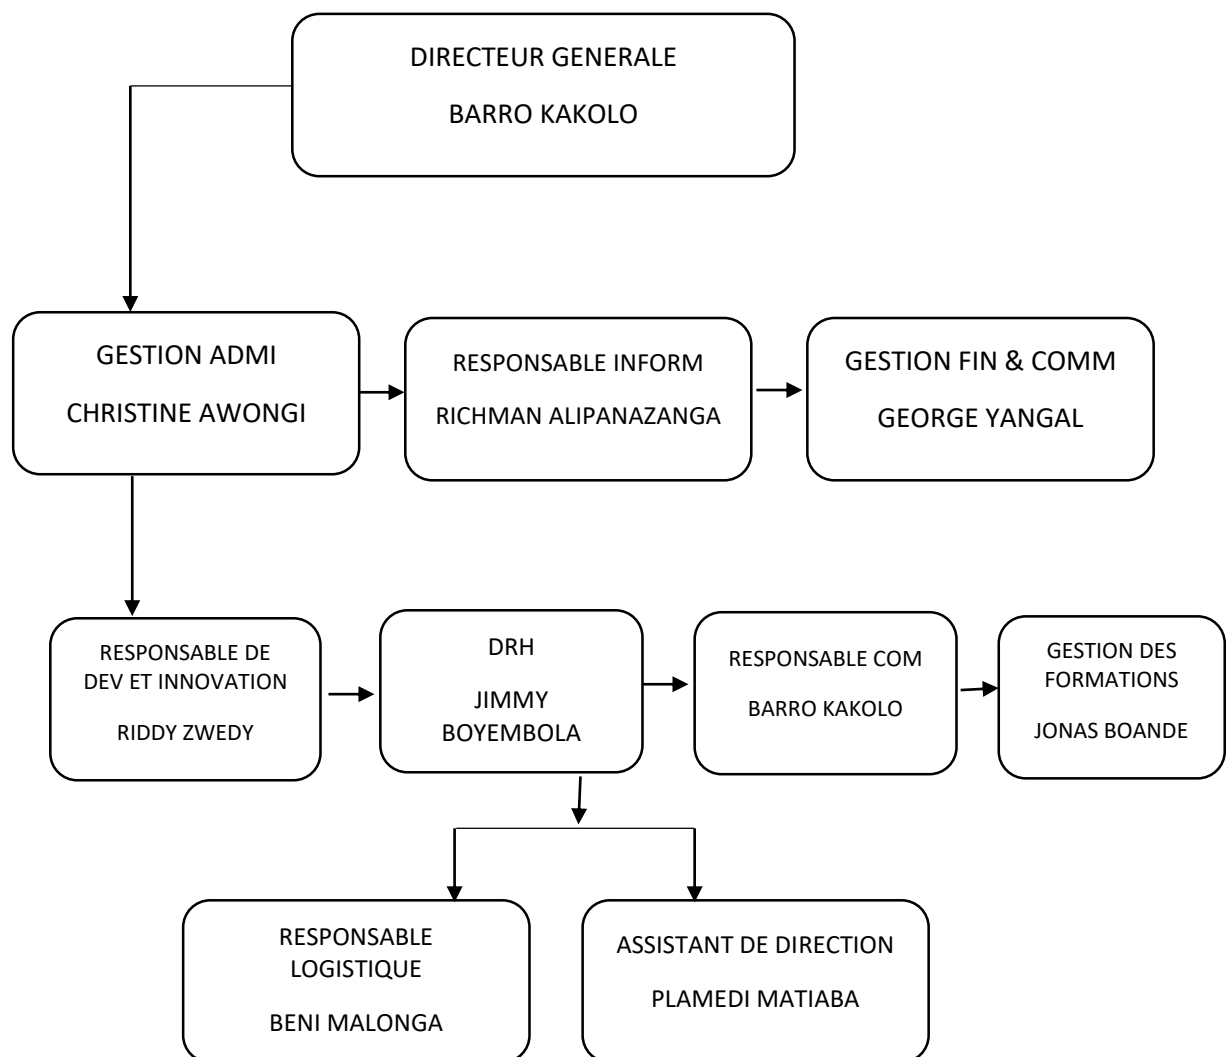 DIRECTEUR GENERALE
BARRO KAKOLO
GESTION ADMI
CHRISTINE AWONGI
RESPONSABLE INFORM
RICHMAN ALIPANAZANGA
GESTION FIN & COMM
GEORGE YANGAL
RESPONSABLE DE
DEV ET INNOVATION
RIDDY ZWEDY
DRH
JIMMY
BOYEMBOLA
RESPONSABLE COM
BARRO KAKOLO
GESTION DES
FORMATIONS
JONAS BOANDE
RESPONSABLE
LOGISTIQUE
BENI MALONGA
ASSISTANT DE DIRECTION
PLAMEDI MATIABA